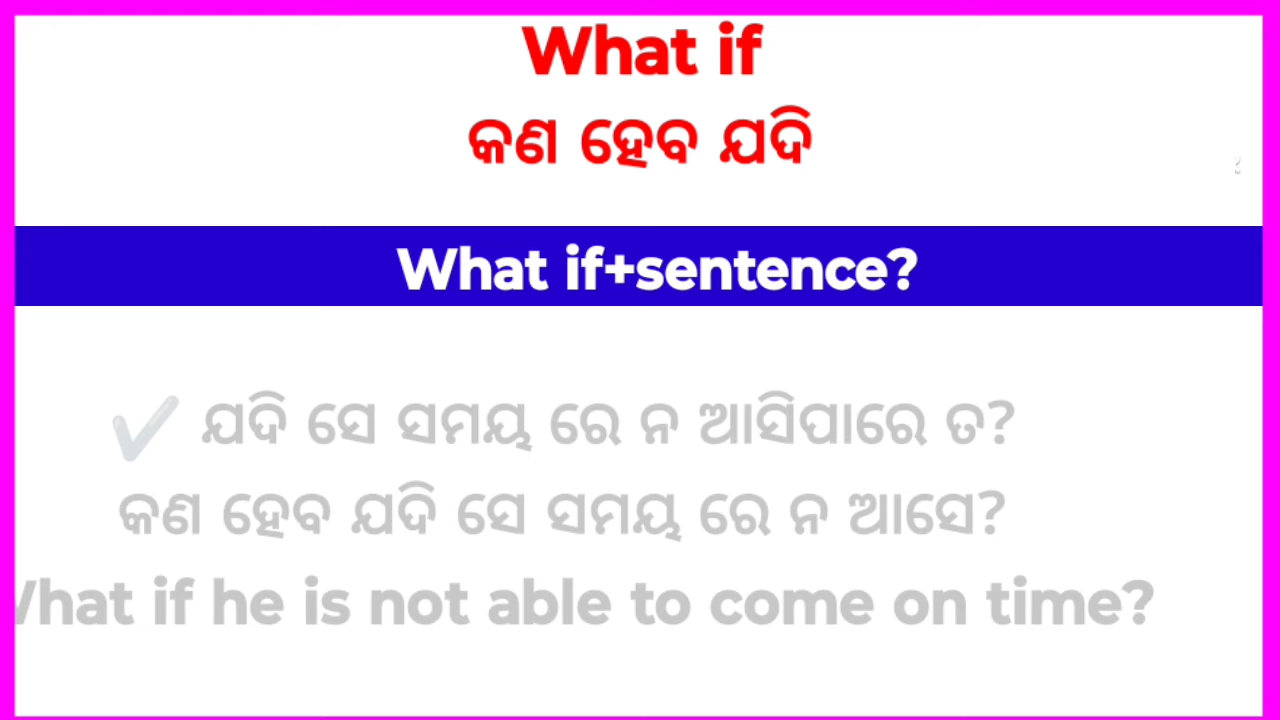 What if
କଣ ହେବ ଯଦି
What if+sentence?
✔ ଯଦି ସେ ସମୟ ରେ ନ ଆସିପାରେ ତ?
କଣ ହେବ ଯଦି ସେ ସମୟ ରେ ନ ଆସେ?
What if he is not able to come on time?